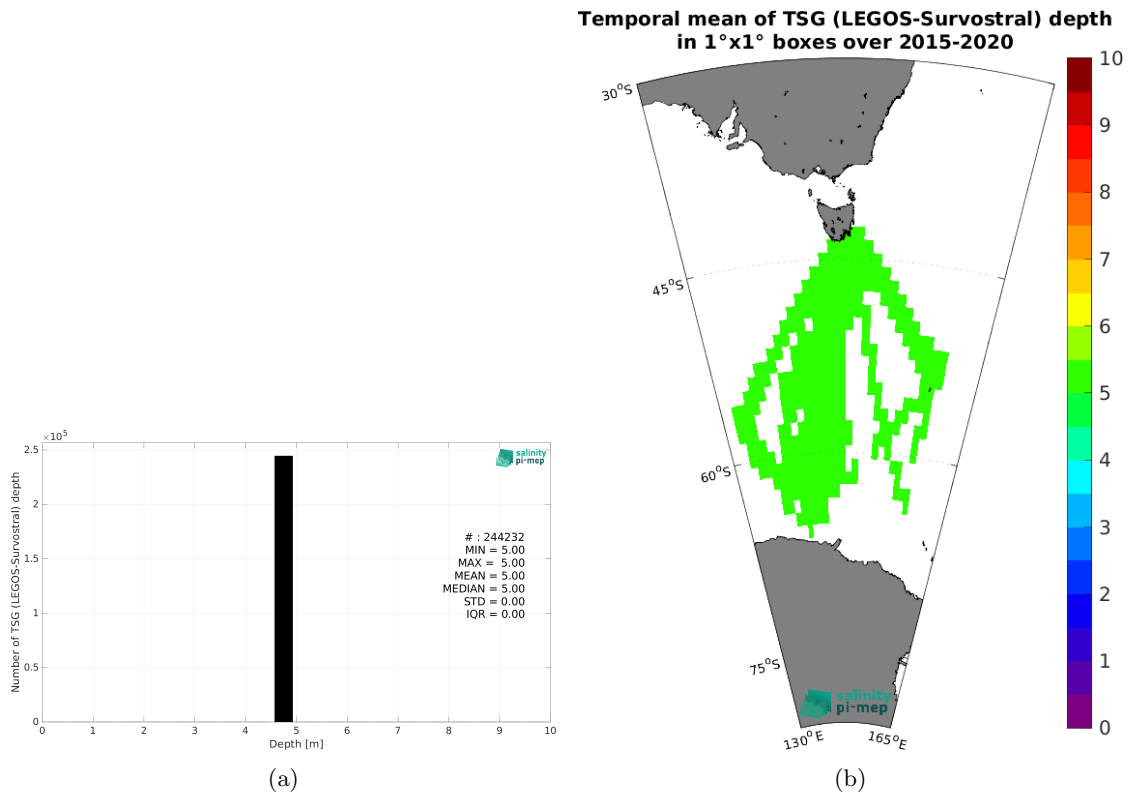 ×10⁵
2.5
2
1.5
1
0.5
0
Number of TSG (LEGOS-Survostral) depth
salinity
pi-mep
# : 244232
MIN = 5.00
MAX = 5.00
MEAN = 5.00
MEDIAN = 5.00
STD = 0.00
IQR = 0.00
0 1 2 3 4 5 6 7 8 9 10
Depth [m]
(a)
Temporal mean of TSG (LEGOS-Survostral) depth
in 1°x1° boxes over 2015-2020
30°S
45°S
60°S
75°S
130°E
165°E
salinity
pi-mep
10
9
8
7
6
5
4
3
2
1
0
(b)